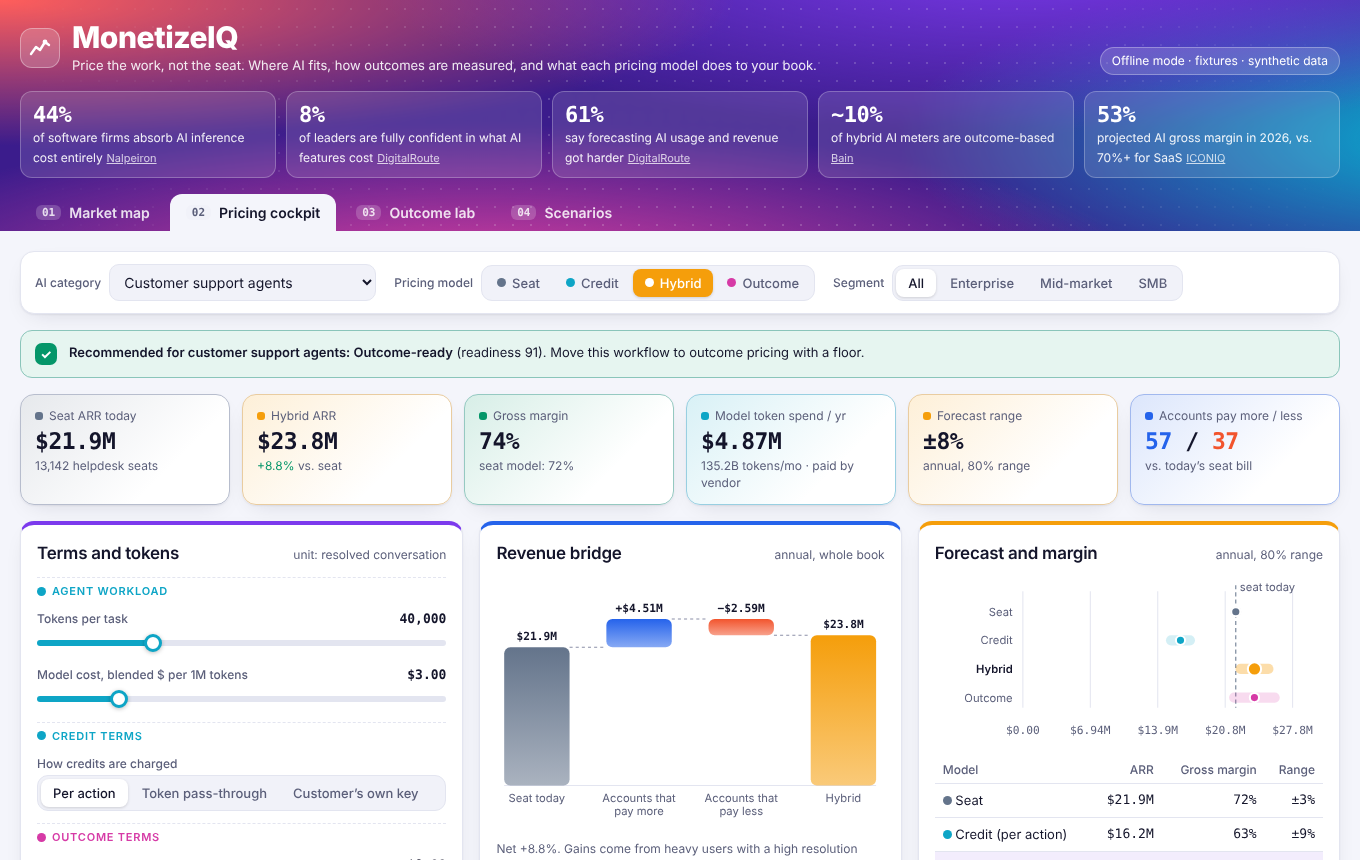 MonetizeIQ
Price the work, not the seat. Where AI fits, how outcomes are measured, and what each pricing model does to your book.
Offline mode · fixtures · synthetic data
44%
of software firms absorb AI inference
cost entirely Nalpeiron
8%
of leaders are fully confident in what AI
features cost DigitalRoute
61%
say forecasting AI usage and revenue
got harder DigitalRoute
~10%
of hybrid AI meters are outcome-based
Bain
53%
projected AI gross margin in 2026, vs.
70%+ for SaaS ICONIQ
01 Market map
02 Pricing cockpit
03 Outcome lab
04 Scenarios
AI category
Customer support agents
Pricing model
Seat
Credit
Hybrid
Outcome
Segment
All
Enterprise
Mid-market
SMB
Recommended for customer support agents: Outcome-ready (readiness 91). Move this workflow to outcome pricing with a floor.
Seat ARR today
$21.9M
13,142 helpdesk seats
Hybrid ARR
$23.8M
+8.8% vs. seat
Gross margin
74%
seat model: 72%
Model token spend / yr
$4.87M
135.2B tokens/mo · paid by
vendor
Forecast range
±8%
annual, 80% range
Accounts pay more / less
57 / 37
vs. today’s seat bill
Terms and tokens
unit: resolved conversation
AGENT WORKLOAD
Tokens per task
40,000
Model cost, blended $ per 1M tokens
$3.00
CREDIT TERMS
How credits are charged
Per action
Token pass-through
Customer’s own key
OUTCOME TERMS
Revenue bridge
annual, whole book
$21.9M
+$4.51M
−$2.59M
$23.8M
Seat today
Accounts that
pay more
Accounts that
pay less
Hybrid
Net +8.8%. Gains come from heavy users with a high resolution
Forecast and margin
annual, 80% range
seat today
Seat
Credit
Hybrid
Outcome
$0.00
$6.94M
$13.9M
$20.8M
$27.8M
Model ARR Gross margin Range
Seat $21.9M 72% ±3%
Credit (per action) $16.2M 63% ±9%